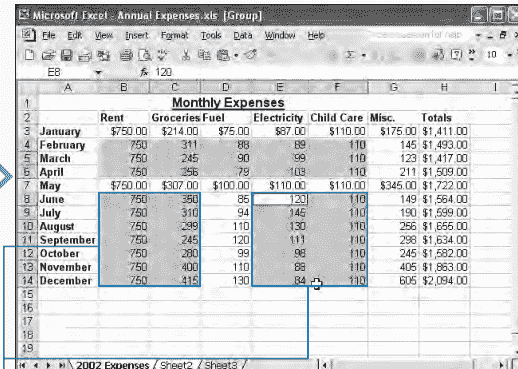 Microsoft Excel - Annual Expenses.xls [Group]
File Edit View Insert Format Tools Data Window Help
10
E8 fx 120
A B C D E F G H I
1 Monthly Expenses
2 Rent Groceries Fuel Electricity Child Care Misc. Totals
3 January $750.00 $214.00 $75.00 $87.00 $110.00 $175.00 $1,411.00
4 February 750 311 88 89 110 145 $1,493.00
5 March 750 245 90 99 110 123 $1,417.00
6 April 750 256 79 103 110 211 $1,509.00
7 May $750.00 $307.00 $100.00 $110.00 $110.00 $345.00 $1,722.00
8 June 750 350 85 120 110 149 $1,564.00
9 July 750 310 94 145 110 190 $1,599.00
10 August 750 299 110 130 110 256 $1,655.00
11 September 750 245 120 111 110 298 $1,634.00
12 October 750 280 99 98 110 245 $1,582.00
13 November 750 400 110 88 110 405 $1,863.00
14 December 750 415 130 84 110 605 $2,094.00
15
16
17
18
19
2002 Expenses / Sheet2 / Sheet3 /